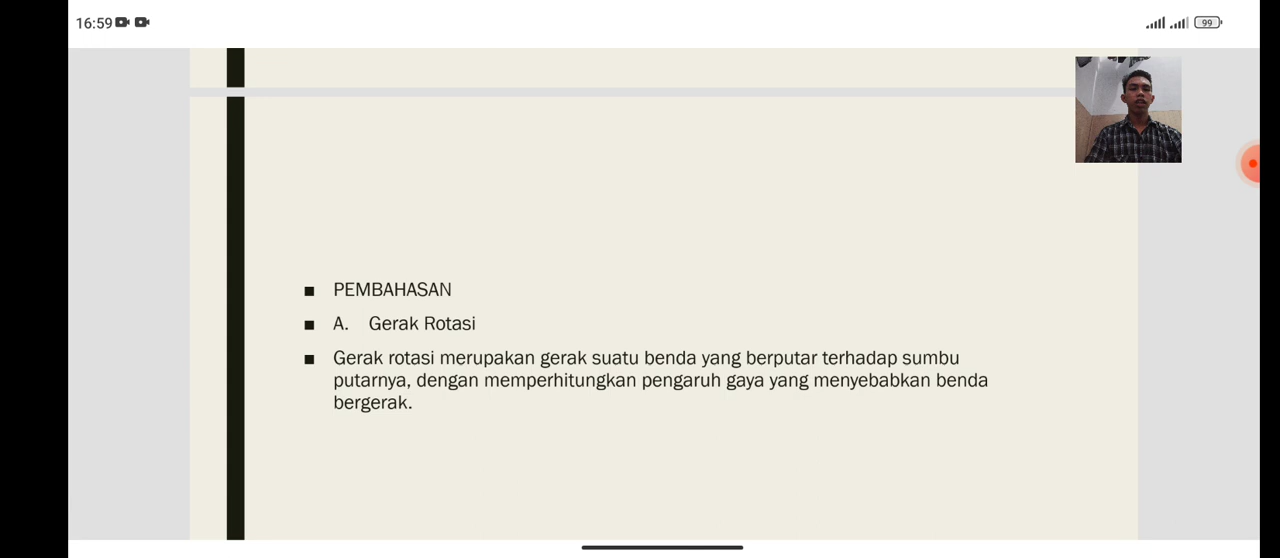 16:59
99
PEMBAHASAN
A. Gerak Rotasi
Gerak rotasi merupakan gerak suatu benda yang berputar terhadap sumbu
putarnya, dengan memperhitungkan pengaruh gaya yang menyebabkan benda
bergerak.